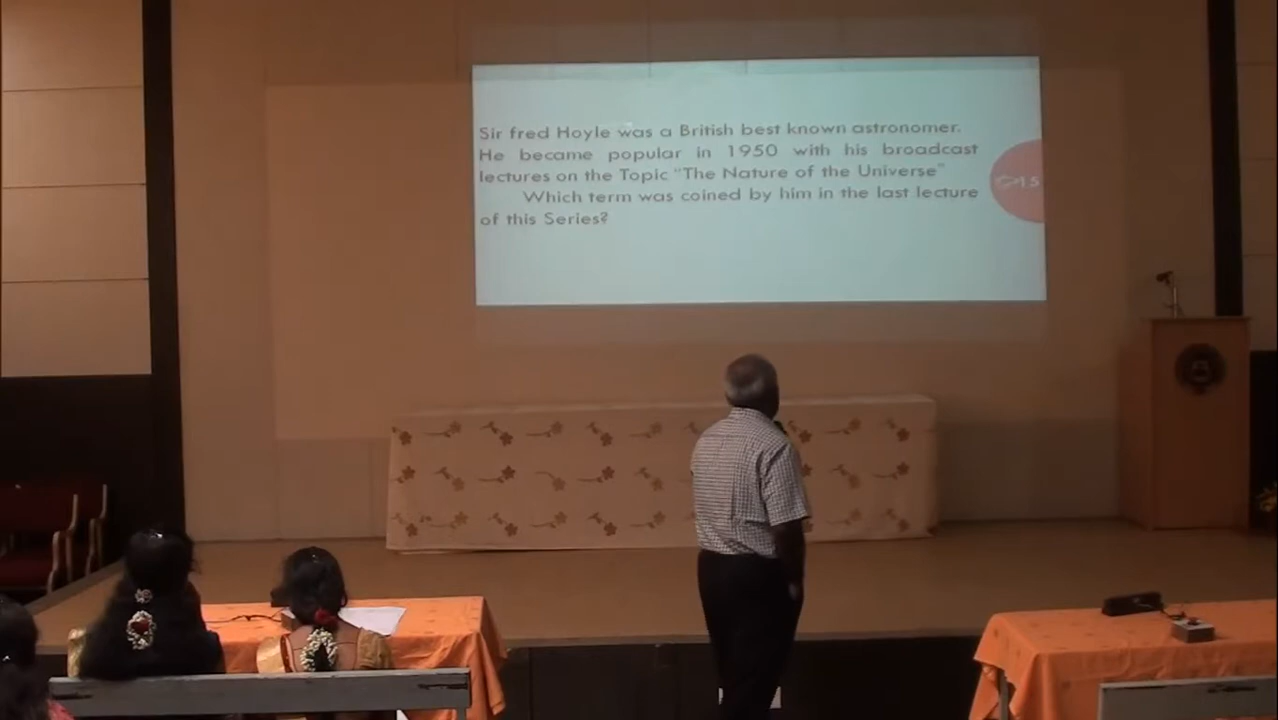 Sir fred Hoyle was a British best known astronomer.
He became popular in 1950 with his broadcast
lectures on the Topic "The Nature of the Universe"
Which term was coined by him in the last lecture
of this Series?
15